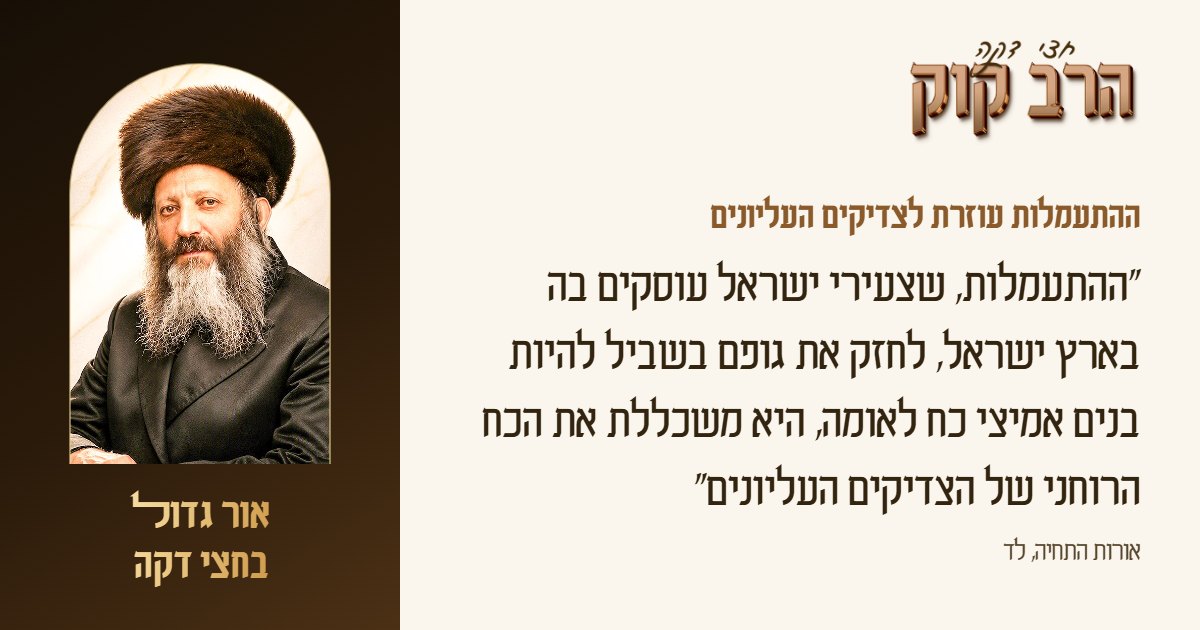 חצי דקה
הרב קוק
ההתעמלות עוזרת לצדיקים העליונים
"ההתעמלות, שצעירי ישראל עוסקים בה
בארץ ישראל, לחזק את גופם בשביל להיות
בנים אמיצי כח לאומה, היא משכללת את הכח
הרוחני של הצדיקים העליונים"
אורות התחיה, לד
אור גדול
בחצי דקה